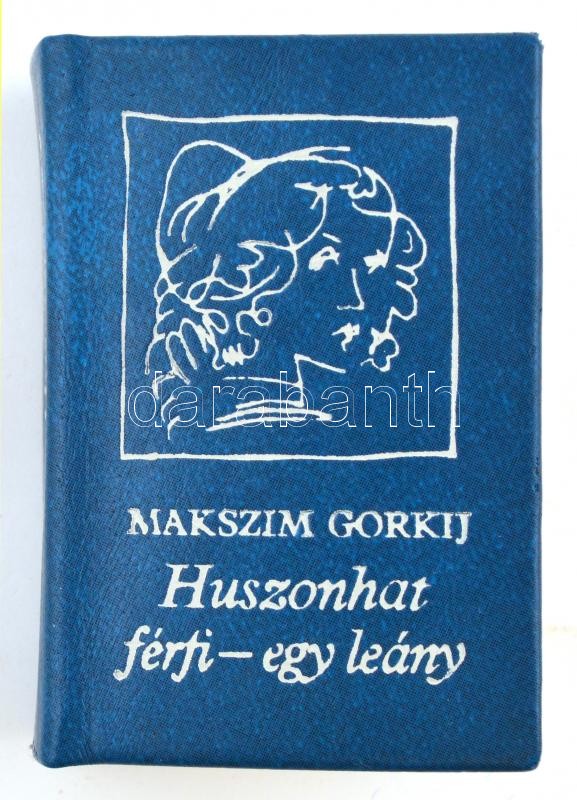 darabanth
MAKSZIM GORKIJ
Huszonhat
férfi – egy leány